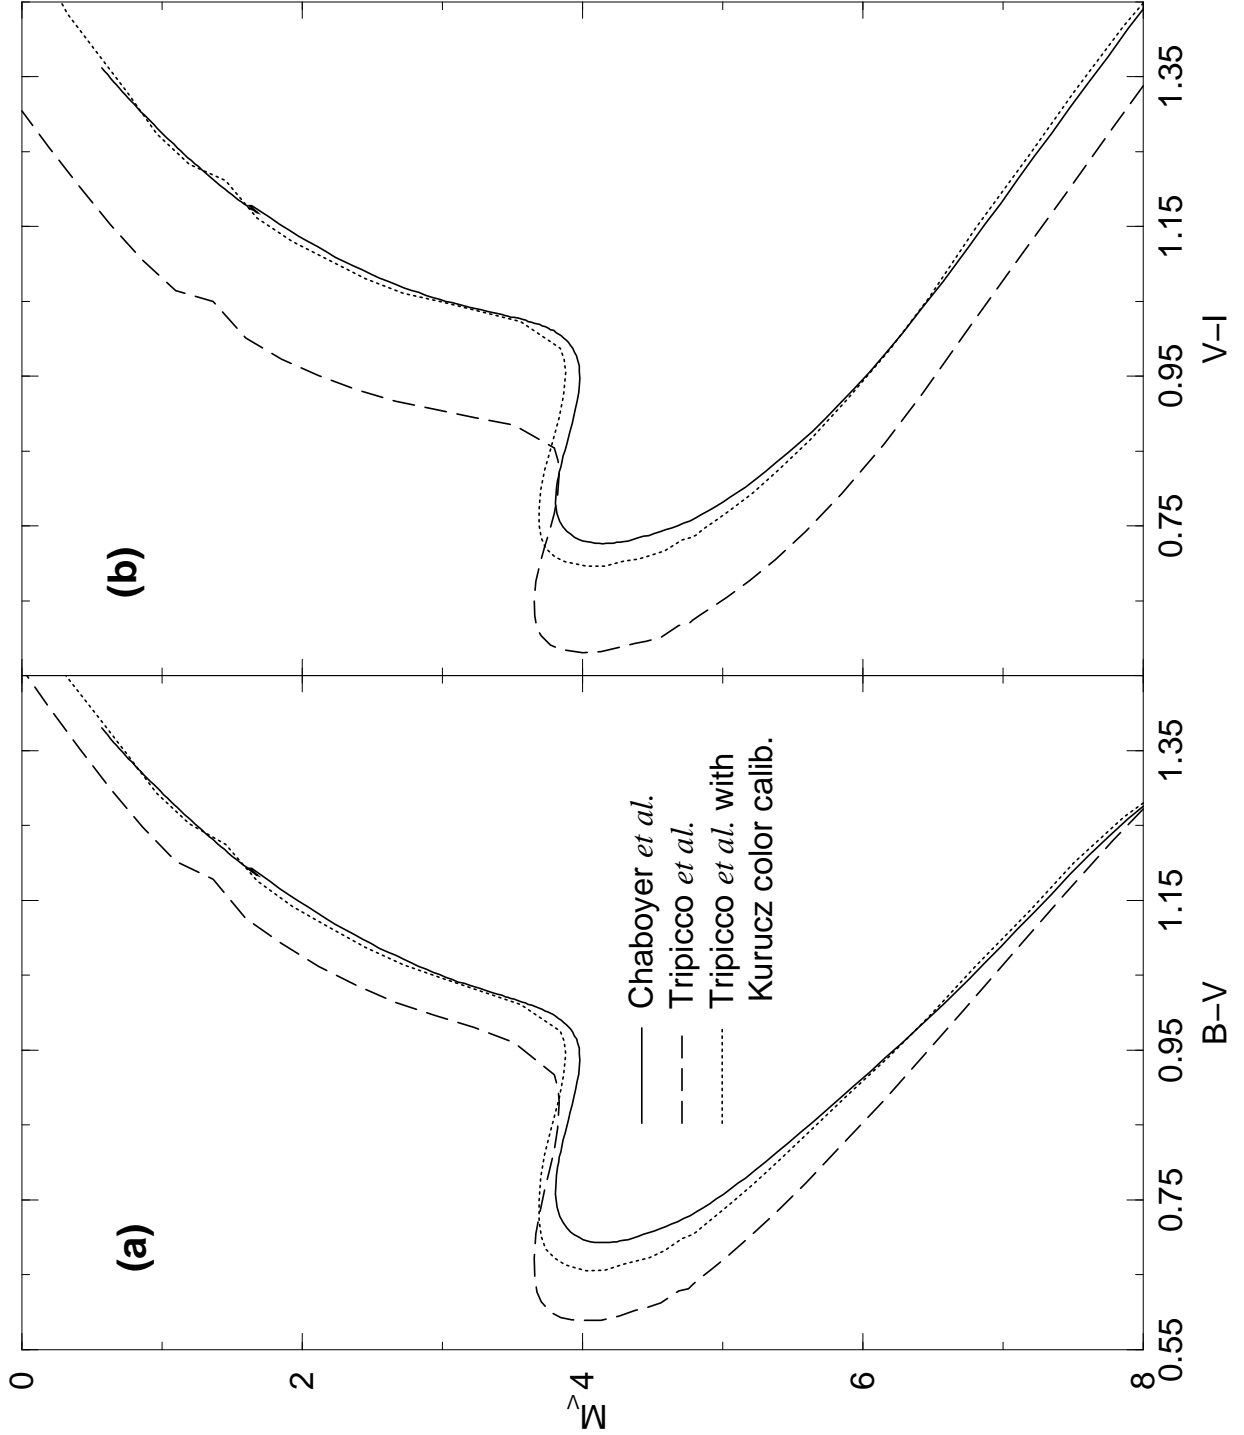 (a)
(b)
0
2
4
6
8
M_V
Chaboyer et al.
Tripicco et al.
Tripicco et al. with
Kurucz color calib.
0.55
0.75
0.95
1.15
1.35
0.75
0.95
1.15
1.35
B–V
V–I